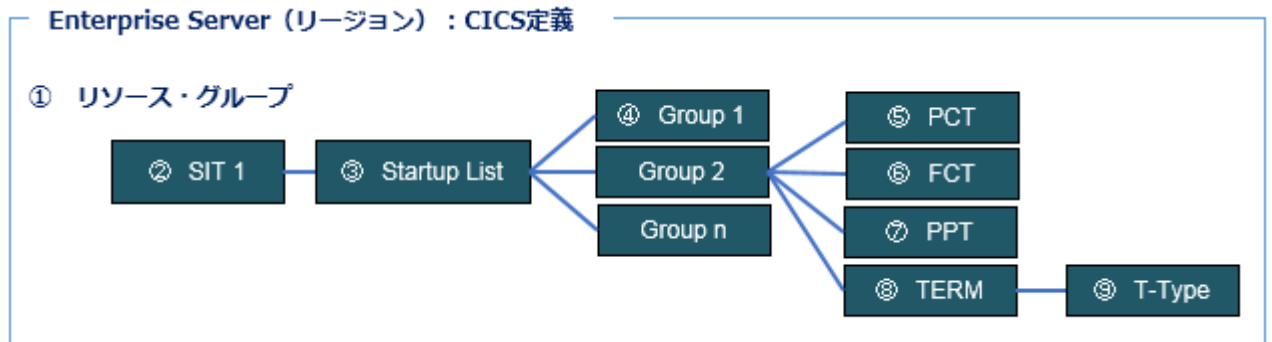 Enterprise Server（リージョン）：CICS定義
① リソース・グループ
② SIT 1
③ Startup List
④ Group 1
Group 2
Group n
⑤ PCT
⑥ FCT
⑦ PPT
⑧ TERM
⑨ T-Type